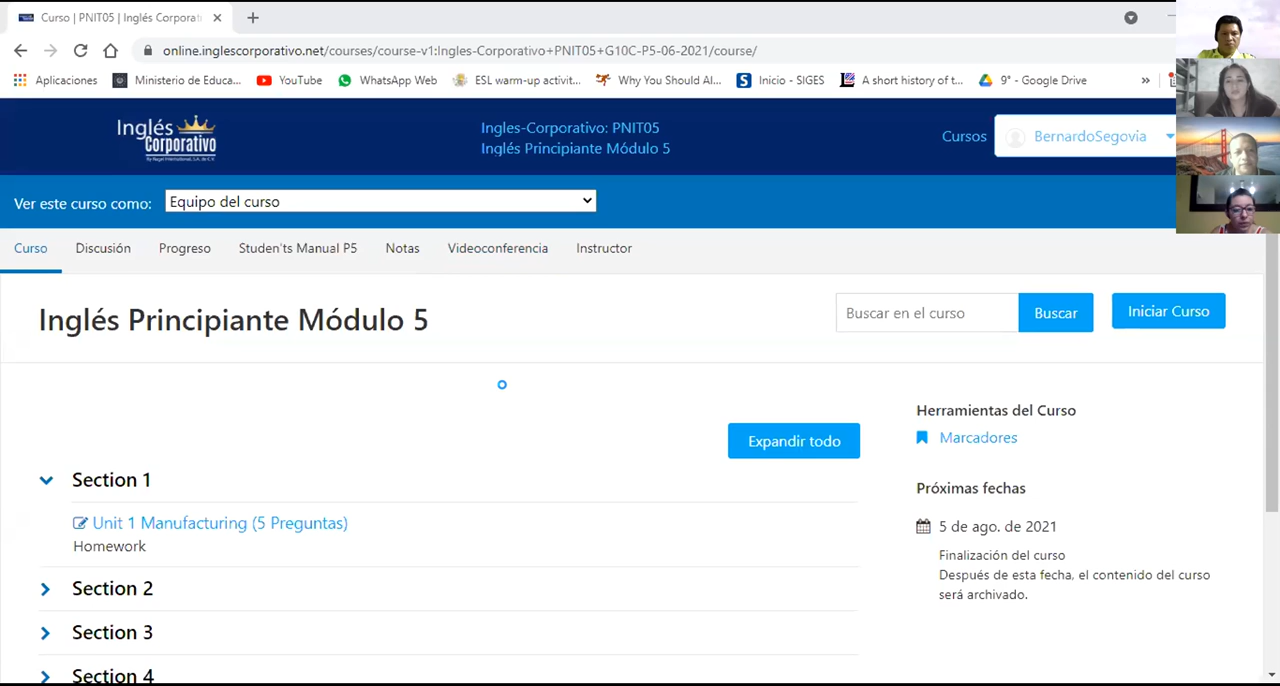 Curso | PNIT05 | Inglés Corporati
online.inglescorporativo.net/courses/course-v1:Ingles-Corporativo+PNIT05+G10C-P5-06-2021/course/
Aplicaciones Ministerio de Educa... YouTube WhatsApp Web ESL warm-up activit... Why You Should Al... Inicio - SIGES A short history of t... 9° - Google Drive »
Inglés Corporativo
By Bagel International, S.A. de C.V.
Ingles-Corporativo: PNIT05
Inglés Principiante Módulo 5
Cursos BernardoSegovia
Ver este curso como: Equipo del curso
Curso Discusión Progreso Studen'ts Manual P5 Notas Videoconferencia Instructor
Inglés Principiante Módulo 5
Buscar en el curso Buscar Iniciar Curso
Expandir todo
Section 1
Unit 1 Manufacturing (5 Preguntas)
Homework
Section 2
Section 3
Section 4
Herramientas del Curso
Marcadores
Próximas fechas
5 de ago. de 2021
Finalización del curso
Después de esta fecha, el contenido del curso
será archivado.